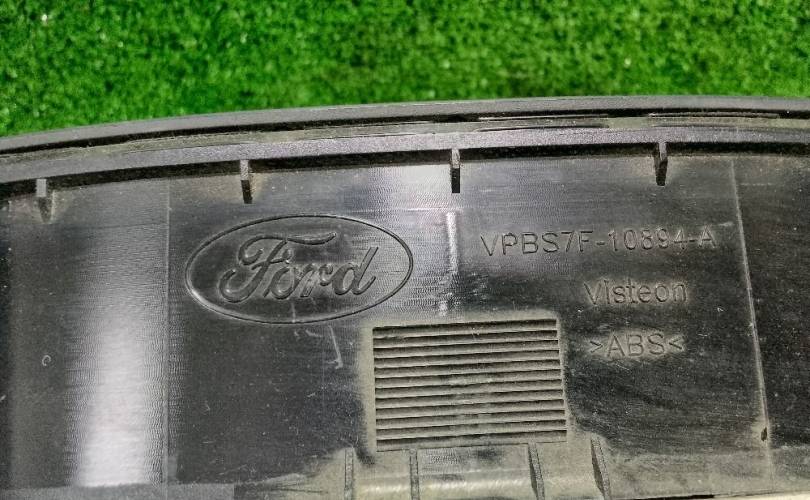 Ford
VPBS7F-10894-A
Visteon
>ABS<